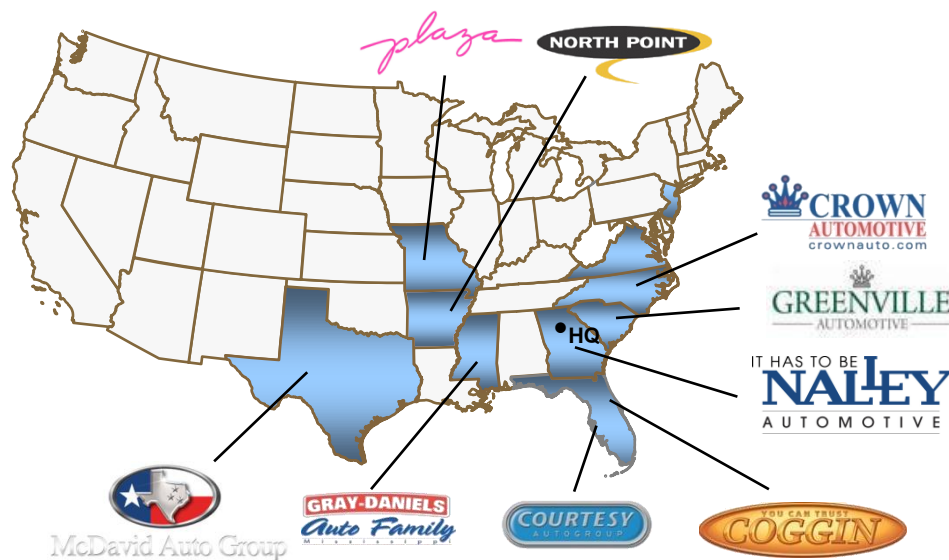 plaza
NORTH POINT
CROWN
AUTOMOTIVE
crownauto.com
GREENVILLE
AUTOMOTIVE
HQ
IT HAS TO BE
NALLEY
AUTOMOTIVE
McDavid Auto Group
GRAY-DANIELS
Auto Family
Mississippi
COURTESY
AUTOGROUP
YOU CAN TRUST
COGGIN